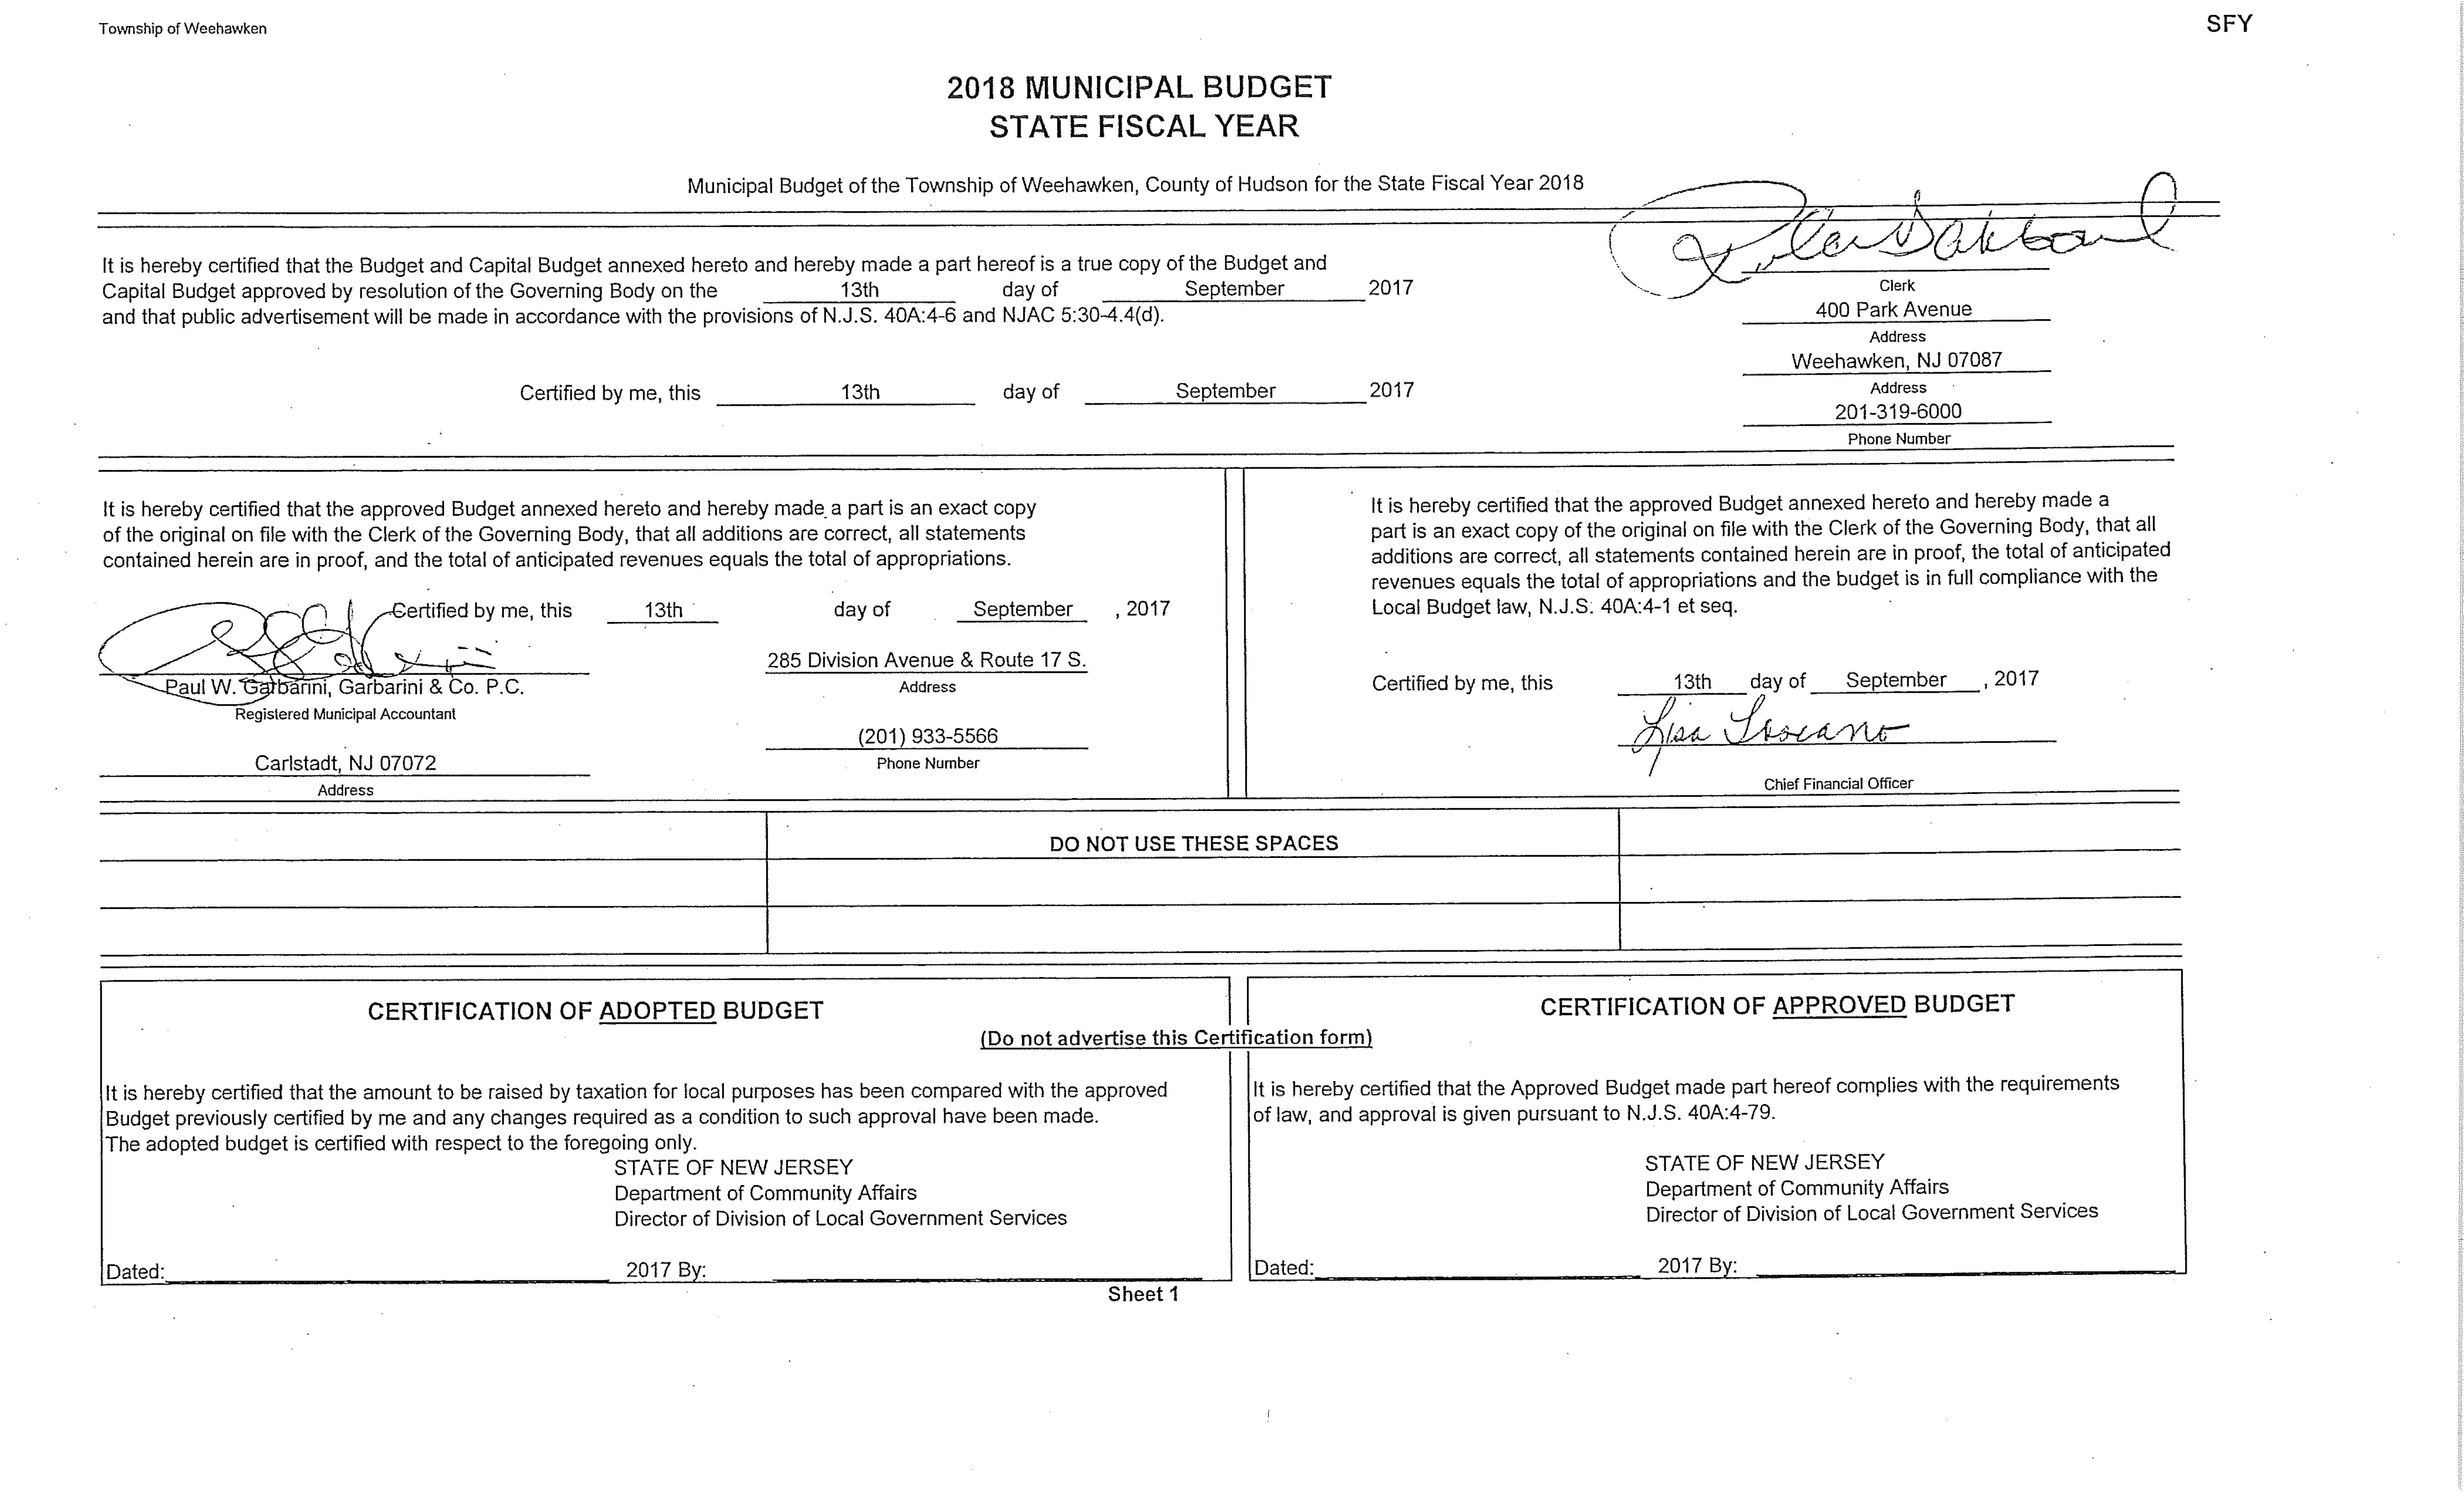 Township of Weehawken
SFY
2018 MUNICIPAL BUDGET
STATE FISCAL YEAR
Municipal Budget of the Township of Weehawken, County of Hudson for the State Fiscal Year 2018
It is hereby certified that the Budget and Capital Budget annexed hereto and hereby made a part hereof is a true copy of the Budget and
Capital Budget approved by resolution of the Governing Body on the 13th day of September 2017
and that public advertisement will be made in accordance with the provisions of N.J.S. 40A:4-6 and NJAC 5:30-4.4(d).
Certified by me, this 13th day of September 2017
Clerk
400 Park Avenue
Address
Weehawken, NJ 07087
Address
201-319-6000
Phone Number
It is hereby certified that the approved Budget annexed hereto and hereby made a part is an exact copy
of the original on file with the Clerk of the Governing Body, that all additions are correct, all statements
contained herein are in proof, and the total of anticipated revenues equals the total of appropriations.
Certified by me, this 13th day of September , 2017
285 Division Avenue & Route 17 S.
Paul W. Garbarini, Garbarini & Co. P.C.
Address
Registered Municipal Accountant
(201) 933-5566
Carlstadt, NJ 07072
Phone Number
Address
It is hereby certified that the approved Budget annexed hereto and hereby made a
part is an exact copy of the original on file with the Clerk of the Governing Body, that all
additions are correct, all statements contained herein are in proof, the total of anticipated
revenues equals the total of appropriations and the budget is in full compliance with the
Local Budget law, N.J.S. 40A:4-1 et seq.
Certified by me, this 13th day of September , 2017
Lisa Toscano
Chief Financial Officer
DO NOT USE THESE SPACES
CERTIFICATION OF ADOPTED BUDGET
CERTIFICATION OF APPROVED BUDGET
(Do not advertise this Certification form)
It is hereby certified that the amount to be raised by taxation for local purposes has been compared with the approved
Budget previously certified by me and any changes required as a condition to such approval have been made.
The adopted budget is certified with respect to the foregoing only.
STATE OF NEW JERSEY
Department of Community Affairs
Director of Division of Local Government Services
Dated: 2017 By:
It is hereby certified that the Approved Budget made part hereof complies with the requirements
of law, and approval is given pursuant to N.J.S. 40A:4-79.
STATE OF NEW JERSEY
Department of Community Affairs
Director of Division of Local Government Services
Dated: 2017 By:
Sheet 1